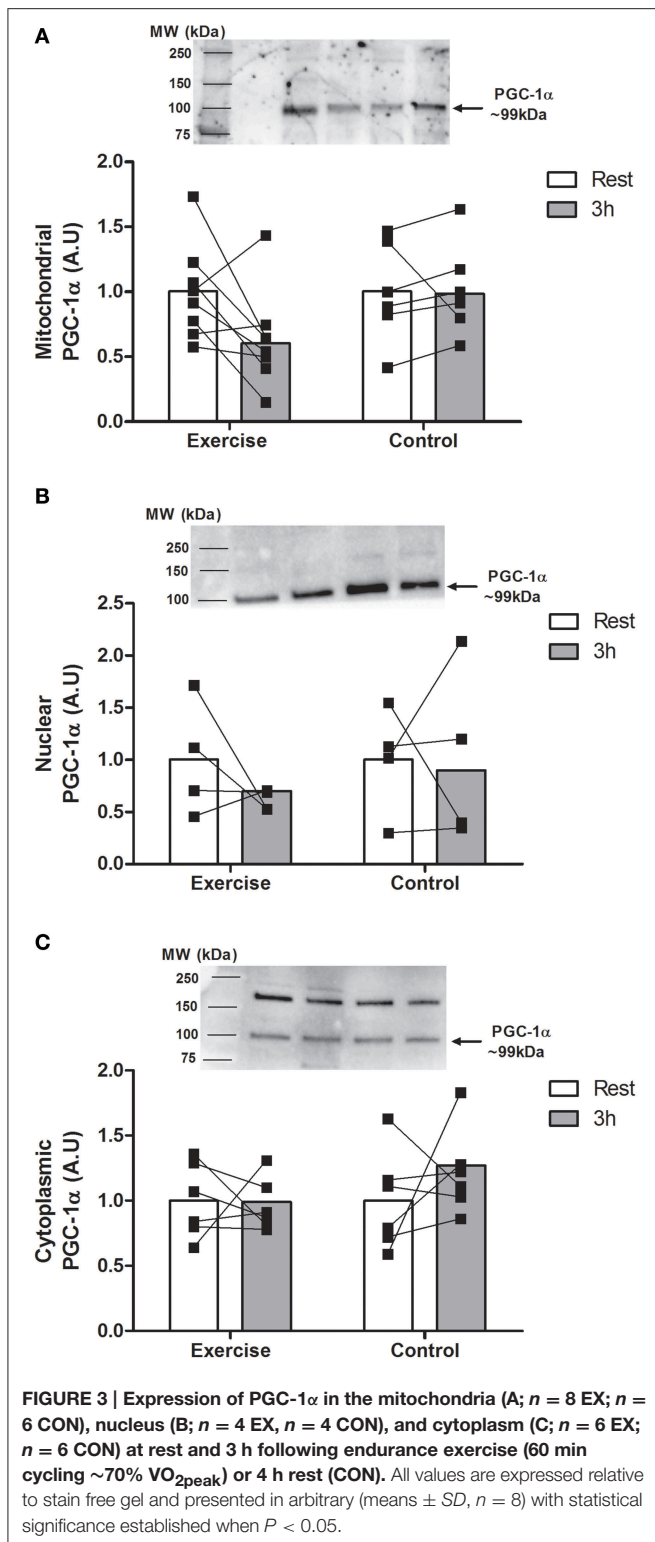 A
MW (kDa)
250
150
100
75
PGC-1α
~99kDa
2.0
1.5
1.0
0.5
0.0
Mitochondrial
PGC-1α (A.U)
Rest
3h
Exercise
Control
B
MW (kDa)
250
150
100
PGC-1α
~99kDa
2.5
2.0
1.5
1.0
0.5
0.0
Nuclear
PGC-1α (A.U)
Rest
3h
Exercise
Control
C
MW (kDa)
250
150
100
75
PGC-1α
~99kDa
2.0
1.5
1.0
0.5
0.0
Cytoplasmic
PGC-1α (A.U)
Rest
3h
Exercise
Control
FIGURE 3 | Expression of PGC-1α in the mitochondria (A; n = 8 EX; n =
6 CON), nucleus (B; n = 4 EX, n = 4 CON), and cytoplasm (C; n = 6 EX;
n = 6 CON) at rest and 3 h following endurance exercise (60 min
cycling ~70% VO2peak) or 4 h rest (CON). All values are expressed relative
to stain free gel and presented in arbitrary (means ± SD, n = 8) with statistical
significance established when P < 0.05.